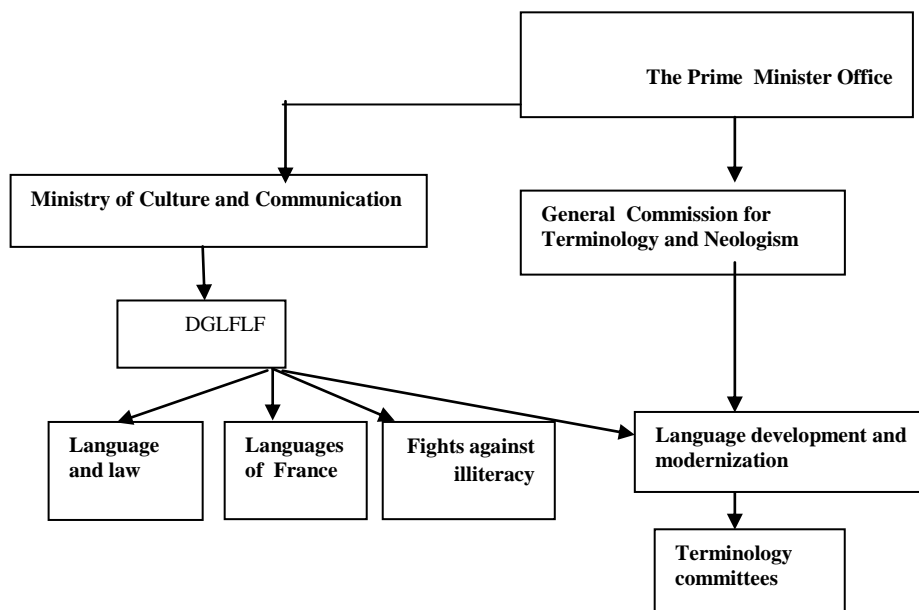 The Prime Minister Office
Ministry of Culture and Communication
General Commission for
Terminology and Neologism
DGLFLF
Language
and law
Languages
of France
Fights against
illiteracy
Language development and
modernization
Terminology
committees